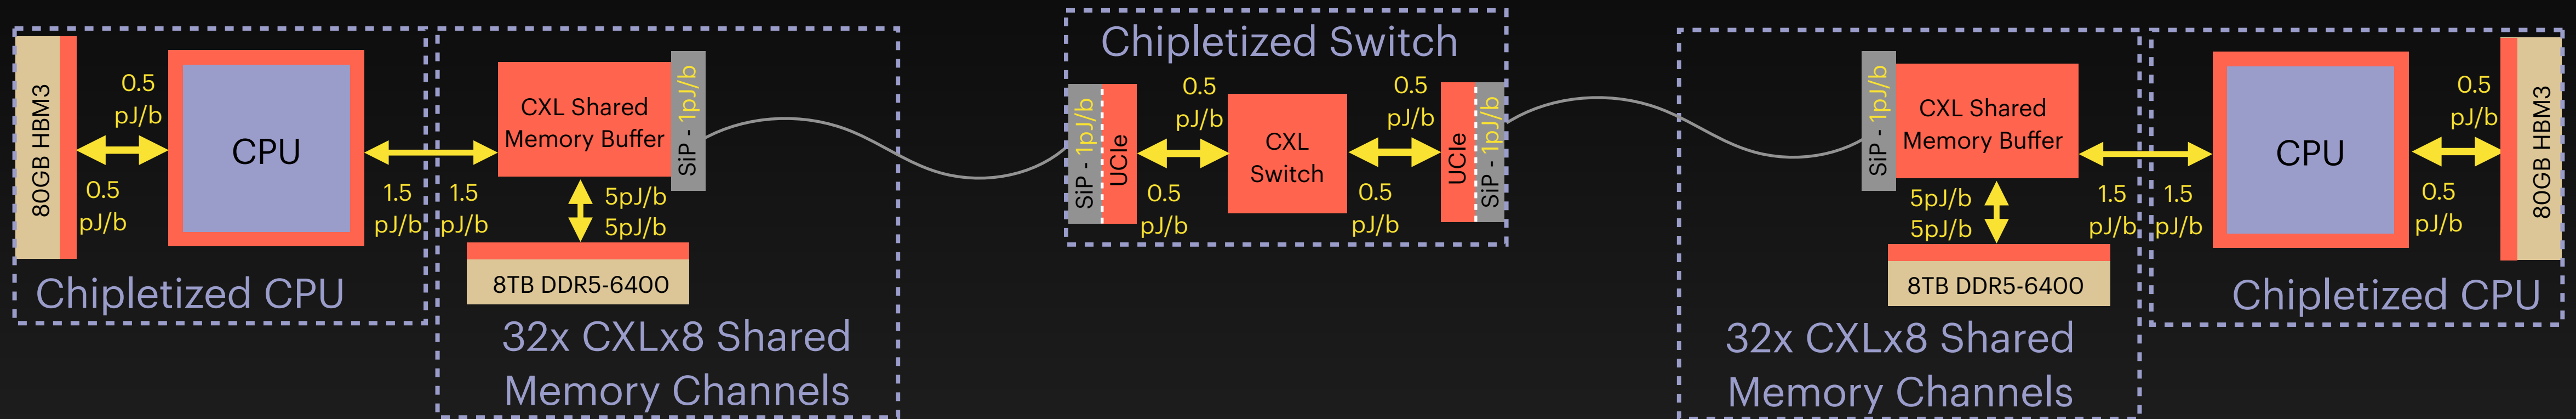 80GB HBM3
0.5
pJ/b
0.5
pJ/b
CPU
1.5
pJ/b
1.5
pJ/b
Chipletized CPU
CXL Shared
Memory Buffer
SiP - 1pJ/b
5pJ/b
5pJ/b
8TB DDR5-6400
32x CXLx8 Shared
Memory Channels
Chipletized Switch
SiP - 1pJ/b
UCIe
0.5
pJ/b
0.5
pJ/b
CXL
Switch
0.5
pJ/b
0.5
pJ/b
UCIe
SiP - 1pJ/b
SiP - 1pJ/b
CXL Shared
Memory Buffer
5pJ/b
5pJ/b
8TB DDR5-6400
32x CXLx8 Shared
Memory Channels
1.5
pJ/b
1.5
pJ/b
CPU
0.5
pJ/b
0.5
pJ/b
80GB HBM3
Chipletized CPU